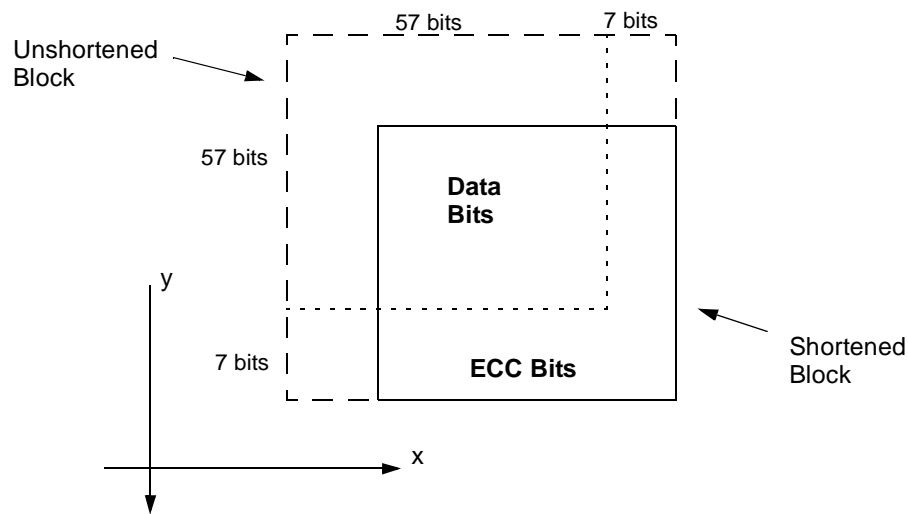 57 bits
7 bits
Unshortened
Block
57 bits
Data
Bits
y
7 bits
ECC Bits
Shortened
Block
x